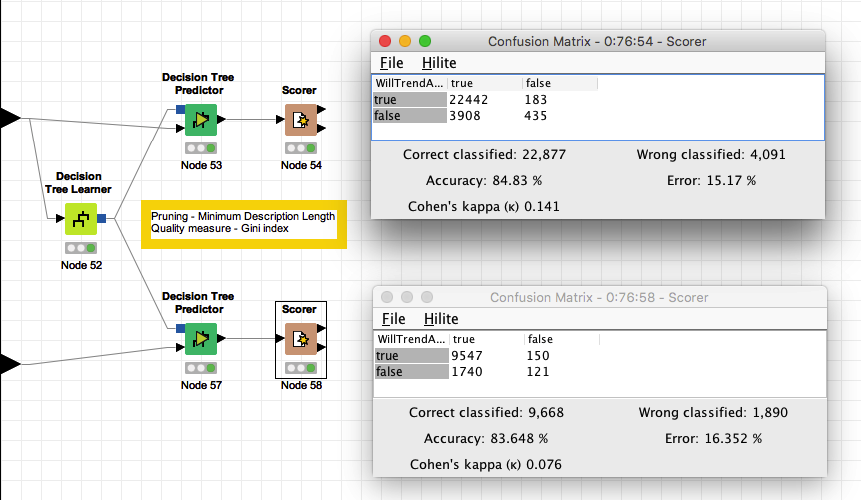 Decision Tree
Predictor
Node 53
Scorer
Node 54
Decision
Tree Learner
Node 52
Pruning - Minimum Description Length
Quality measure - Gini index
Decision Tree
Predictor
Node 57
Scorer
Node 58
Confusion Matrix - 0:76:54 - Scorer
File Hilite
WillTrendA... true false
true 22442 183
false 3908 435
Correct classified: 22,877 Wrong classified: 4,091
Accuracy: 84.83 % Error: 15.17 %
Cohen's kappa (κ) 0.141
Confusion Matrix - 0:76:58 - Scorer
File Hilite
WillTrendA... true false
true 9547 150
false 1740 121
Correct classified: 9,668 Wrong classified: 1,890
Accuracy: 83.648 % Error: 16.352 %
Cohen's kappa (κ) 0.076